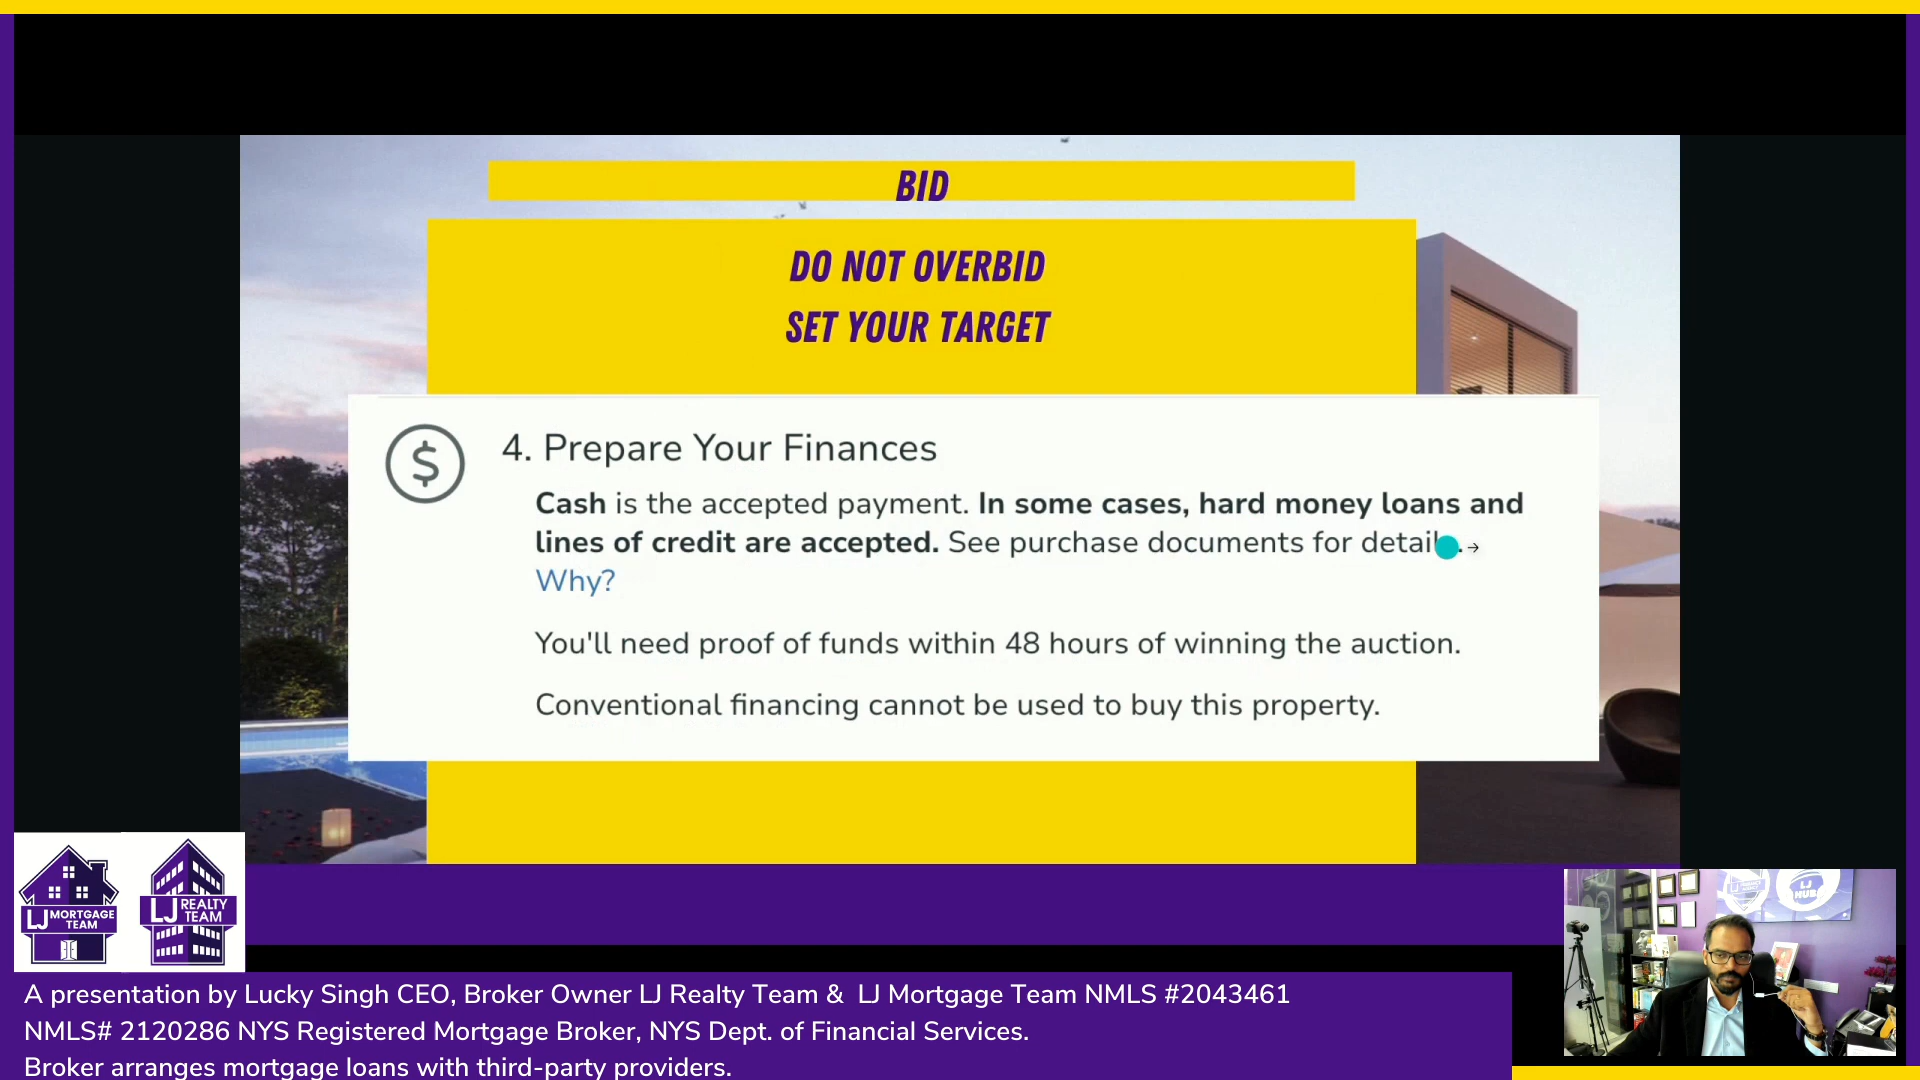 BID
DO NOT OVERBID
SET YOUR TARGET
$
4. Prepare Your Finances
Cash is the accepted payment. In some cases, hard money loans and
lines of credit are accepted. See purchase documents for
Why?
You'll need proof of funds within 48 hours of winning the auction.
Conventional financing cannot be used to buy this property.
LJ MORTGAGE
TEAM
LJ REALTY
TEAM
LJ
HUB
A presentation by Lucky Singh CEO, Broker Owner LJ Realty Team & LJ Mortgage Team NMLS #2043461
NMLS# 2120286 NYS Registered Mortgage Broker, NYS Dept. of Financial Services.
Broker arranges mortgage loans with third-party providers.